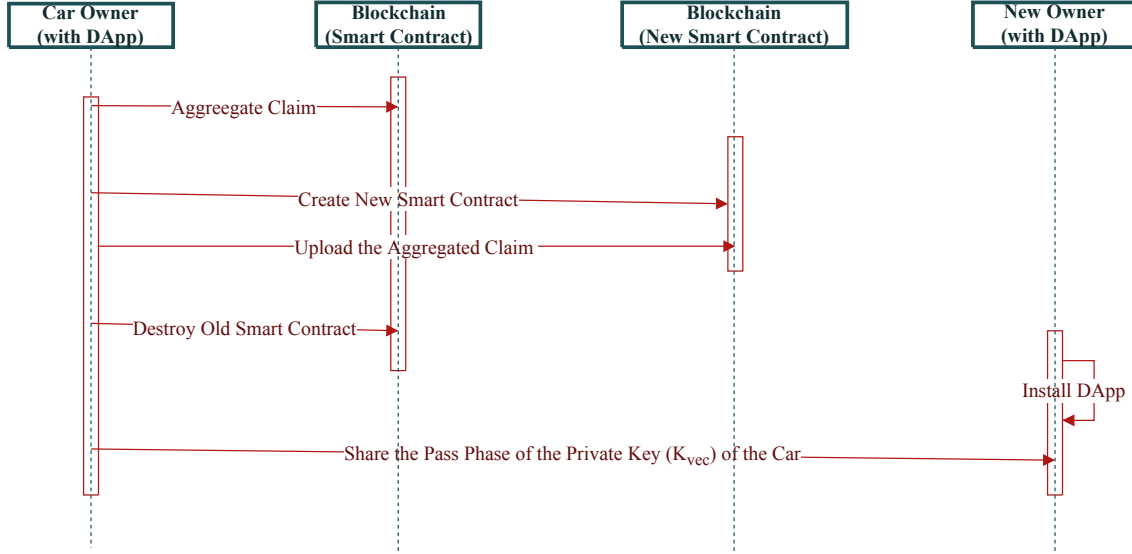 Car Owner
(with DApp)
Blockchain
(Smart Contract)
Blockchain
(New Smart Contract)
New Owner
(with DApp)
Aggreegate Claim
Create New Smart Contract
Upload the Aggregated Claim
Destroy Old Smart Contract
Install DApp
Share the Pass Phase of the Private Key (Kvec) of the Car